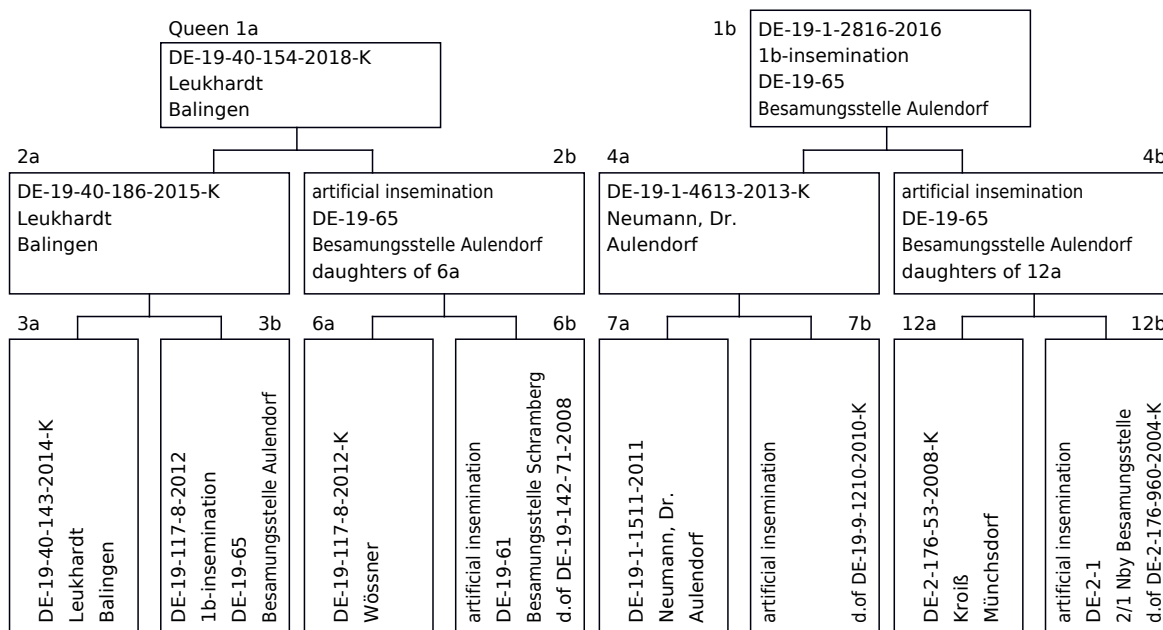 Queen 1a
DE-19-40-154-2018-K
Leukhardt
Balingen
1b
DE-19-1-2816-2016
1b-insemination
DE-19-65
Besamungsstelle Aulendorf
2a
DE-19-40-186-2015-K
Leukhardt
Balingen
2b
artificial insemination
DE-19-65
Besamungsstelle Aulendorf
daughters of 6a
4a
DE-19-1-4613-2013-K
Neumann, Dr.
Aulendorf
4b
artificial insemination
DE-19-65
Besamungsstelle Aulendorf
daughters of 12a
3a
DE-19-40-143-2014-K
Leukhardt
Balingen
3b
DE-19-117-8-2012
1b-insemination
DE-19-65
Besamungsstelle Aulendorf
6a
DE-19-117-8-2012-K
Wössner
6b
artificial insemination
DE-19-61
Besamungsstelle Schramberg
d.of DE-19-142-71-2008
7a
DE-19-1-1511-2011
Neumann, Dr.
Aulendorf
7b
artificial insemination
d.of DE-19-9-1210-2010-K
12a
DE-2-176-53-2008-K
Kroiß
Münchsdorf
12b
artificial insemination
DE-2-1
2/1 Nby Besamungsstelle
d.of DE-2-176-960-2004-K